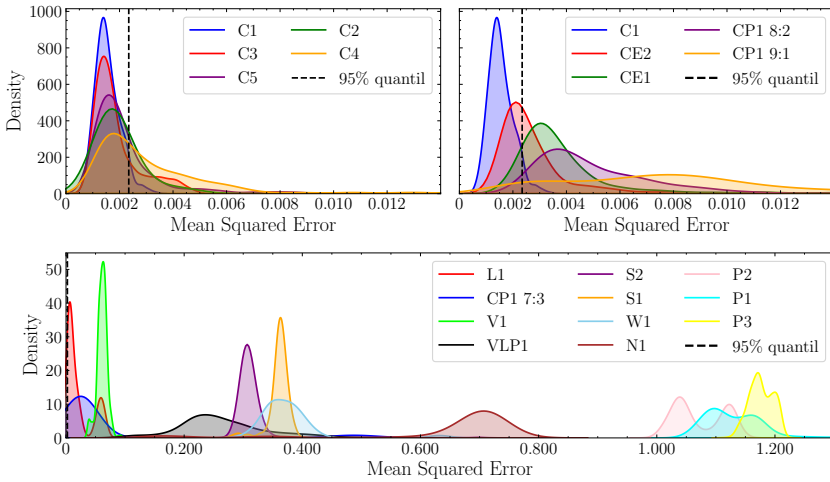 1000
800
600
400
200
0
Density
C1
C3
C5
C2
C4
95% quantil
0
0.002
0.004
0.006
0.008
0.010
0.012
Mean Squared Error
C1
CE2
CE1
CP1 8:2
CP1 9:1
95% quantil
0
0.002
0.004
0.006
0.008
0.010
0.012
Mean Squared Error
50
40
30
20
10
0
Density
L1
CP1 7:3
V1
VLP1
S2
S1
W1
N1
P2
P1
P3
95% quantil
0
0.200
0.400
0.600
0.800
1.000
1.200
Mean Squared Error